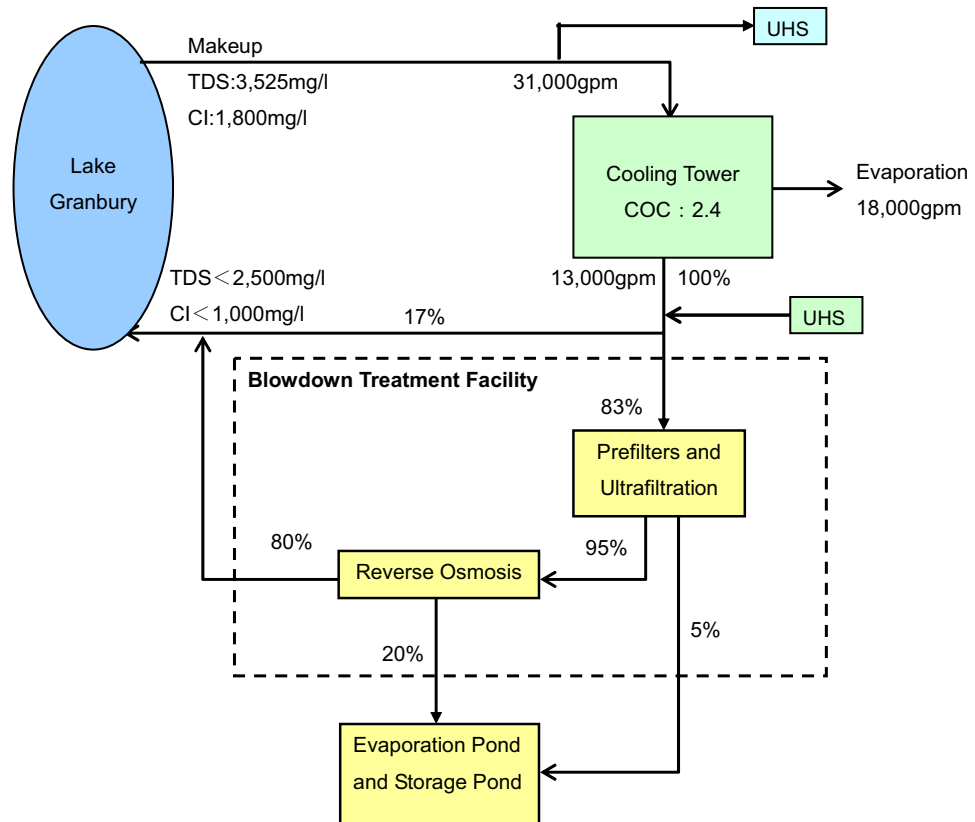 UHS
Makeup
TDS:3,525mg/l
31,000gpm
CI:1,800mg/l
Lake
Granbury
Cooling Tower
COC : 2.4
Evaporation
18,000gpm
TDS<2,500mg/l
13,000gpm
100%
CI<1,000mg/l
17%
UHS
Blowdown Treatment Facility
83%
Prefilters and
Ultrafiltration
80%
95%
Reverse Osmosis
5%
20%
Evaporation Pond
and Storage Pond